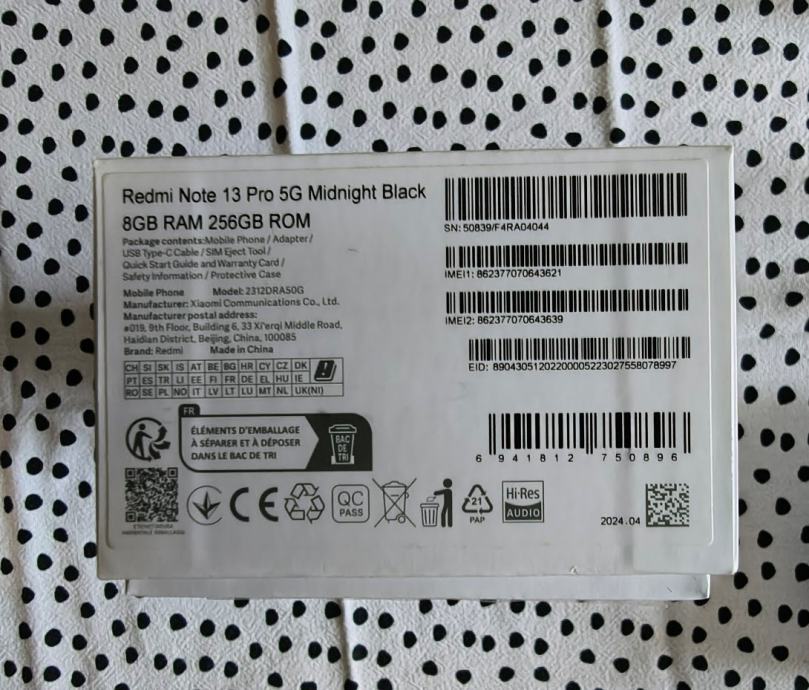 Redmi Note 13 Pro 5G Midnight Black
8GB RAM 256GB ROM
Package contents:Mobile Phone / Adapter /
USB Type-C Cable / SIM Eject Tool /
Quick Start Guide and Warranty Card /
Safety Information / Protective Case
Mobile Phone Model: 2312DRA50G
Manufacturer: Xiaomi Communications Co., Ltd.
Manufacturer postal address:
#019, 9th Floor, Building 6, 33 Xi'erqi Middle Road,
Haidian District, Beijing, China, 100085
Brand: Redmi Made in China
CH SI SK IS AT BE BG HR CY CZ DK
PT ES TR LI EE FI FR DE EL HU IE
RO SE PL NO IT LV LT LU MT NL UK(NI)
FR
ÉLÉMENTS D'EMBALLAGE
À SÉPARER ET À DÉPOSER
DANS LE BAC DE TRI
BAC
DE
TRI
CE
QC
PASS
21
PAP
Hi-Res
AUDIO
SN: 50839/F4RA04044
IMEI1: 862377070643621
IMEI2: 862377070643639
EID: 89043051202200005223027558078997
6 941812 750896
2024.04